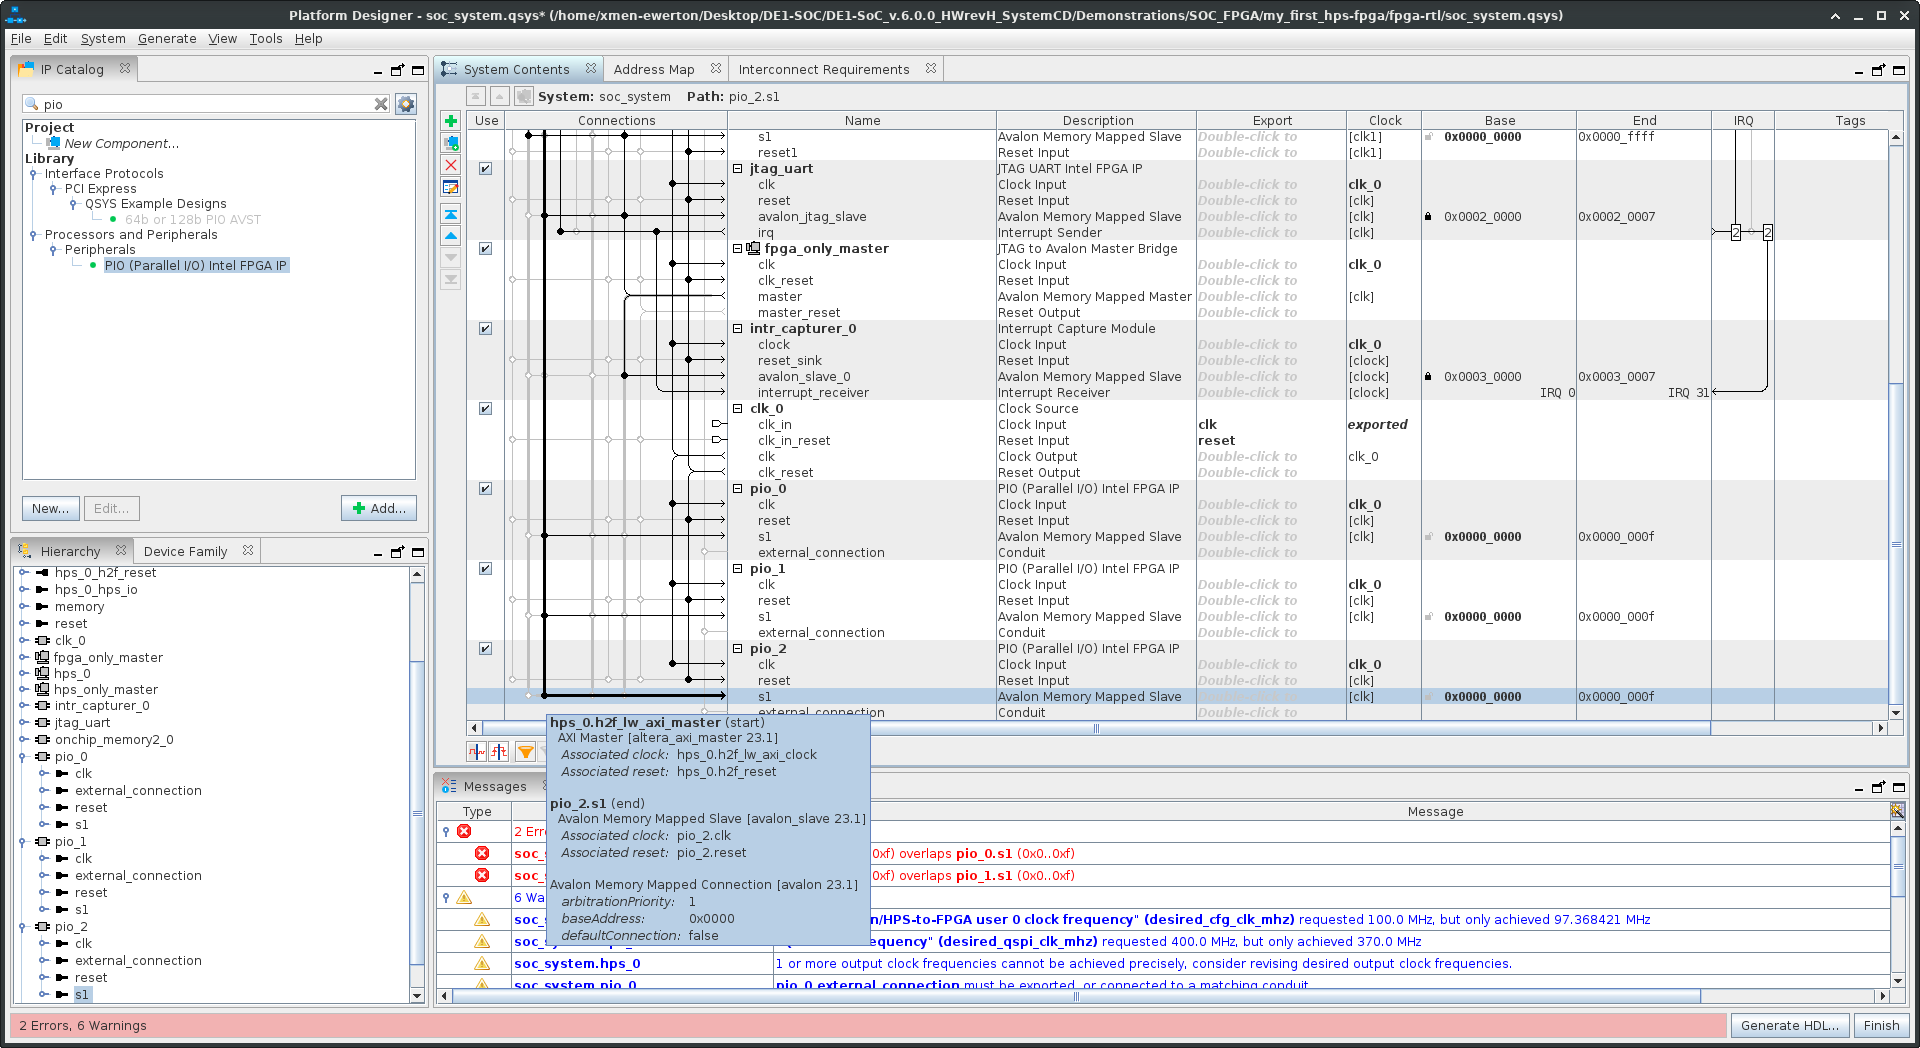 Platform Designer - soc_system.qsys* (/home/xmen-ewerton/Desktop/DE1-SOC/DE1-SoC_v.6.0.0_HWrevH_SystemCD/Demonstrations/SOC_FPGA/my_first_hps-fpga/fpga-rtl/soc_system.qsys)
File Edit System Generate View Tools Help
IP Catalog
pio
Project
New Component...
Library
Interface Protocols
PCI Express
QSYS Example Designs
64b or 128b PIO AVST
Processors and Peripherals
Peripherals
PIO (Parallel I/O) Intel FPGA IP
New... Edit... Add...
Hierarchy Device Family
hps_0_h2f_reset
hps_0_hps_io
memory
reset
clk_0
fpga_only_master
hps_0
hps_only_master
intr_capturer_0
jtag_uart
onchip_memory2_0
pio_0
clk
external_connection
reset
s1
pio_1
clk
external_connection
reset
s1
pio_2
clk
external_connection
reset
s1
System Contents Address Map Interconnect Requirements
System: soc_system Path: pio_2.s1
Use Connections Name Description Export Clock Base End IRQ Tags
s1 Avalon Memory Mapped Slave Double-click to [clk1] 0x0000_0000 0x0000_ffff
reset1 Reset Input Double-click to [clk1]
jtag_uart JTAG UART Intel FPGA IP
clk Clock Input Double-click to clk_0
reset Reset Input Double-click to [clk]
avalon_jtag_slave Avalon Memory Mapped Slave Double-click to [clk] 0x0002_0000 0x0002_0007
irq Interrupt Sender Double-click to [clk] 2 2
fpga_only_master JTAG to Avalon Master Bridge
clk Clock Input Double-click to clk_0
clk_reset Reset Input Double-click to
master Avalon Memory Mapped Master Double-click to [clk]
master_reset Reset Output Double-click to
intr_capturer_0 Interrupt Capture Module
clock Clock Input Double-click to clk_0
reset_sink Reset Input Double-click to [clock]
avalon_slave_0 Avalon Memory Mapped Slave Double-click to [clock] 0x0003_0000 0x0003_0007
interrupt_receiver Interrupt Receiver Double-click to [clock] IRQ 0 IRQ 31
clk_0 Clock Source
clk_in Clock Input clk exported
clk_in_reset Reset Input reset
clk Clock Output Double-click to clk_0
clk_reset Reset Output Double-click to
pio_0 PIO (Parallel I/O) Intel FPGA IP
clk Clock Input Double-click to clk_0
reset Reset Input Double-click to [clk]
s1 Avalon Memory Mapped Slave Double-click to [clk] 0x0000_0000 0x0000_000f
external_connection Conduit Double-click to
pio_1 PIO (Parallel I/O) Intel FPGA IP
clk Clock Input Double-click to clk_0
reset Reset Input Double-click to [clk]
s1 Avalon Memory Mapped Slave Double-click to [clk] 0x0000_0000 0x0000_000f
external_connection Conduit Double-click to
pio_2 PIO (Parallel I/O) Intel FPGA IP
clk Clock Input Double-click to clk_0
reset Reset Input Double-click to [clk]
s1 Avalon Memory Mapped Slave Double-click to [clk] 0x0000_0000 0x0000_000f
external_connection Conduit Double-click to
hps_0.h2f_lw_axi_master (start)
AXI Master [altera_axi_master 23.1]
Associated clock: hps_0.h2f_lw_axi_clock
Associated reset: hps_0.h2f_reset
pio_2.s1 (end)
Avalon Memory Mapped Slave [avalon_slave 23.1]
Associated clock: pio_2.clk
Associated reset: pio_2.reset
Avalon Memory Mapped Connection [avalon 23.1]
arbitrationPriority: 1
baseAddress: 0x0000
defaultConnection: false
Messages
Type Message
2 Err
soc_s 0xf) overlaps pio_0.s1 (0x0..0xf)
soc_s 0xf) overlaps pio_1.s1 (0x0..0xf)
6 Wa
soc_s n/HPS-to-FPGA user 0 clock frequency" (desired_cfg_clk_mhz) requested 100.0 MHz, but only achieved 97.368421 MHz
soc_s equency" (desired_qspi_clk_mhz) requested 400.0 MHz, but only achieved 370.0 MHz
soc_system.hps_0 1 or more output clock frequencies cannot be achieved precisely, consider revising desired output clock frequencies.
soc_system.pio_0 pio_0.external_connection must be exported, or connected to a matching conduit.
2 Errors, 6 Warnings
Generate HDL... Finish